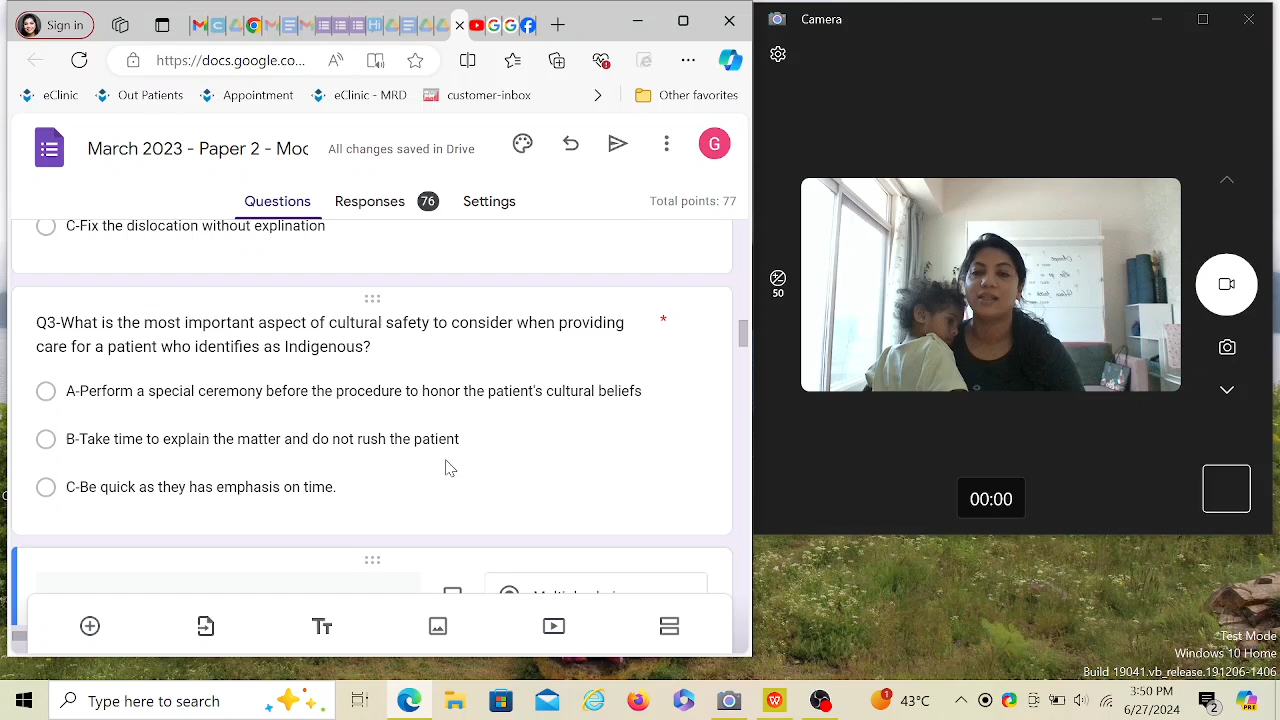 Sign in
https://docs.google.co...
eClinic
Out Patients
Appointment
eClinic - MRD
customer-inbox
Other favorites
March 2023 - Paper 2 - Moc
All changes saved in Drive
G
Questions
Responses
76
Settings
Total points: 77
C-Fix the dislocation without explination
Q3-What is the most important aspect of cultural safety to consider when providing *
care for a patient who identifies as Indigenous?
A-Perform a special ceremony before the procedure to honor the patient's cultural beliefs
B-Take time to explain the matter and do not rush the patient
C-Be quick as they has emphasis on time.
Camera
50
00:00
Test Mode
Windows 10 Home
Build 19041.vb_release.191206-1406
Type here to search
1
43°C
3:50 PM
6/27/2024
2
PRE